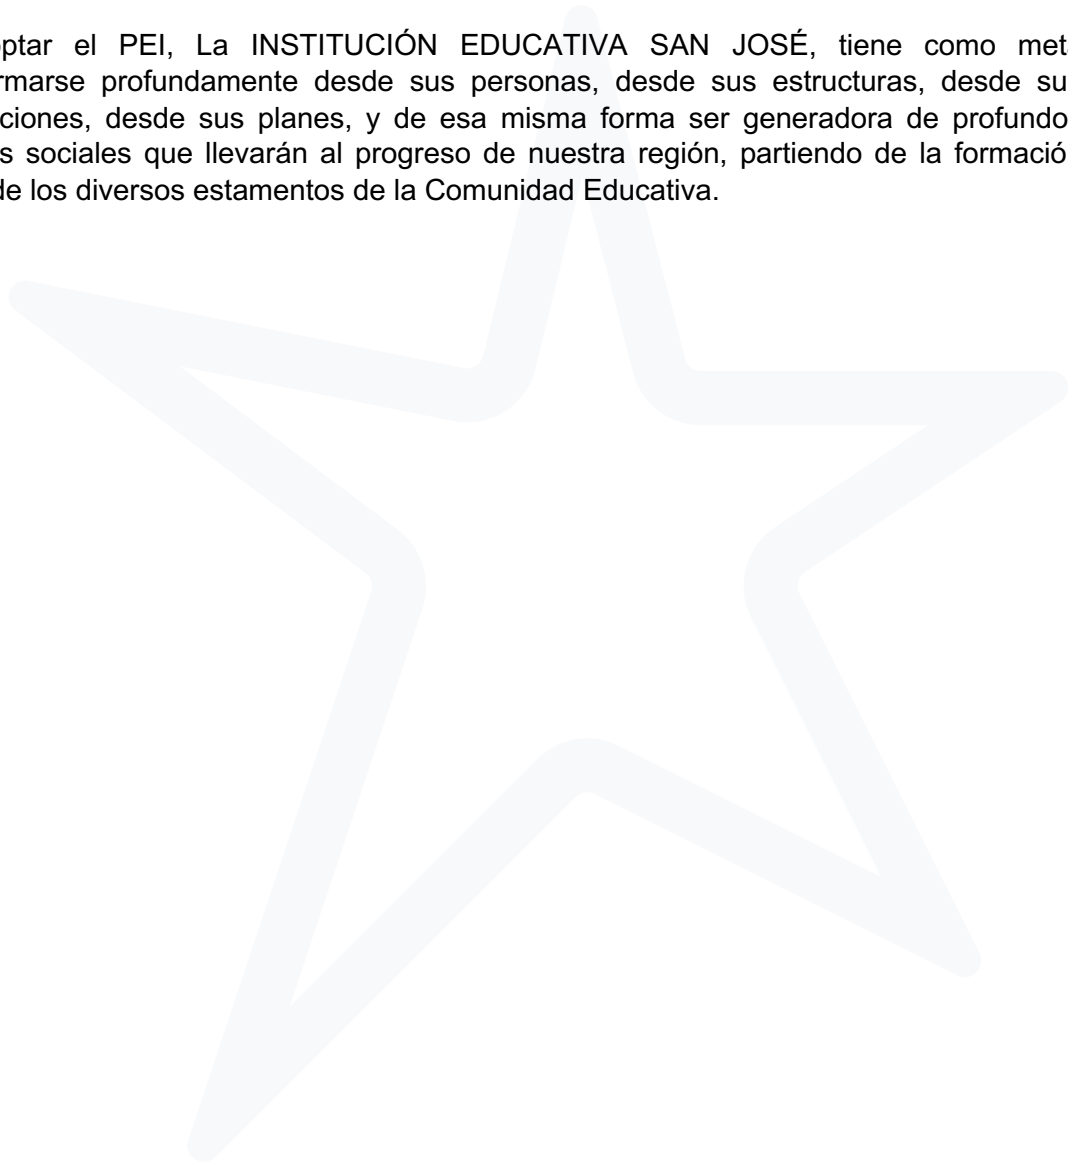 ptar el PEI, La INSTITUCIÓN EDUCATIVA SAN JOSÉ, tiene como met
rmarse profundamente desde sus personas, desde sus estructuras, desde su
ciones, desde sus planes, y de esa misma forma ser generadora de profundo
s sociales que llevarán al progreso de nuestra región, partiendo de la formació
de los diversos estamentos de la Comunidad Educativa.